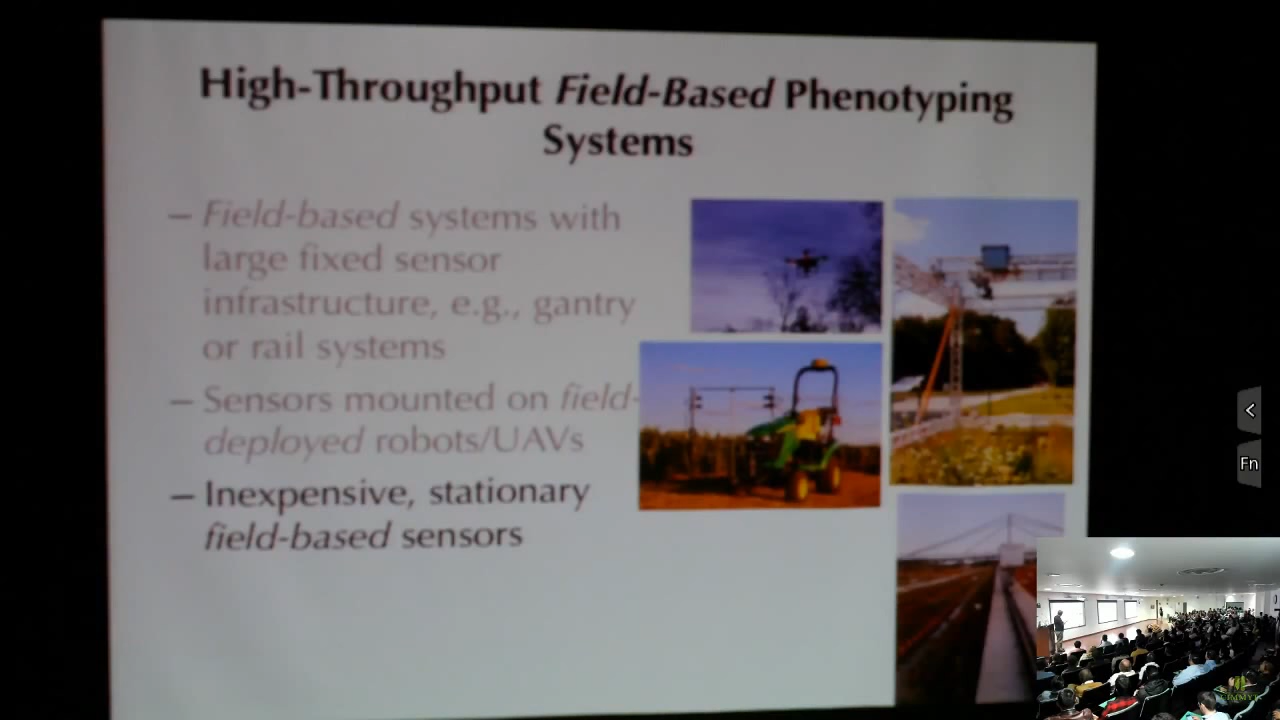 High-Throughput Field-Based Phenotyping
Systems
– Field-based systems with
large fixed sensor
infrastructure, e.g., gantry
or rail systems
– Sensors mounted on field-
deployed robots/UAVs
– Inexpensive, stationary
field-based sensors
<
Fn
CIMMYT